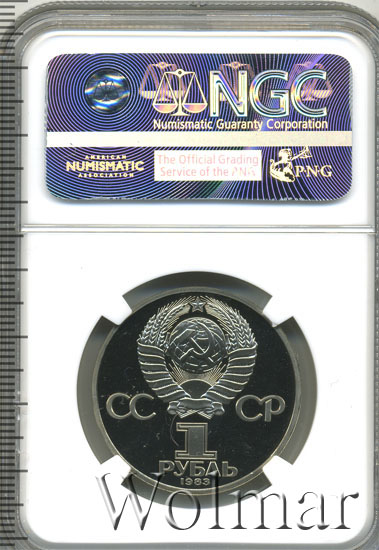 NGC
Numismatic Guaranty Corporation
AMERICAN
NUMISMATIC
ASSOCIATION
The Official Grading
Service of the P.N.G
P.N.G
СС СР
1
РУБЛЬ
1983
Wolmar